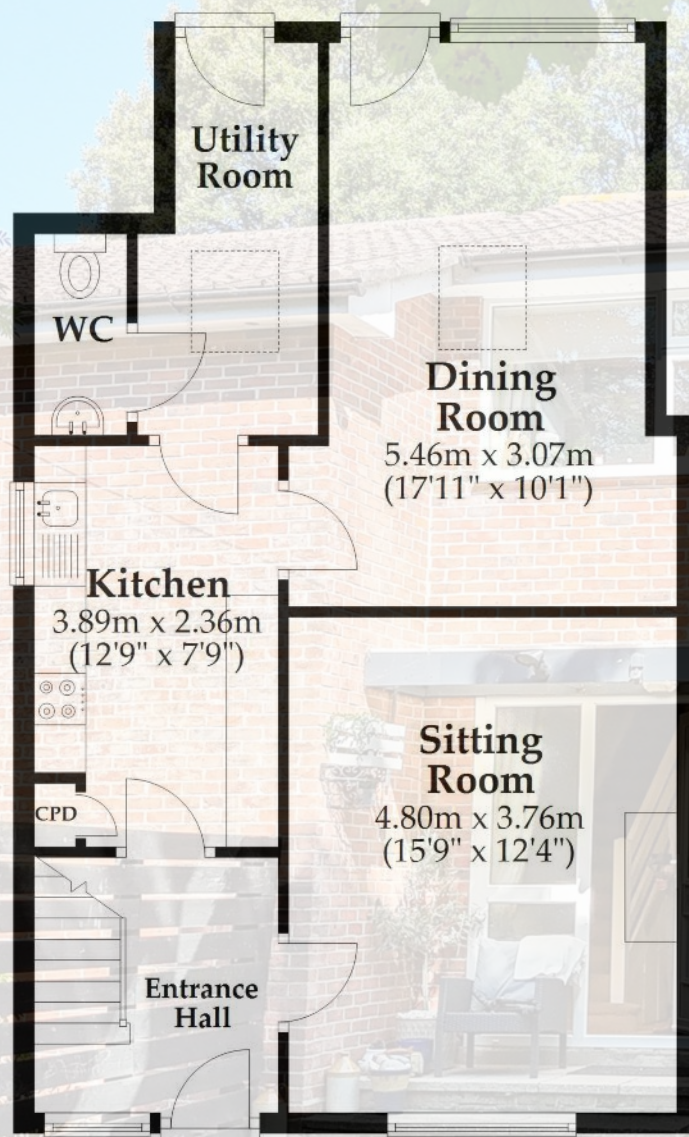 Utility
Room
WC
Dining
Room
5.46m x 3.07m
(17'11" x 10'1")
Kitchen
3.89m x 2.36m
(12'9" x 7'9")
Sitting
Room
4.80m x 3.76m
(15'9" x 12'4")
CPD
Entrance
Hall